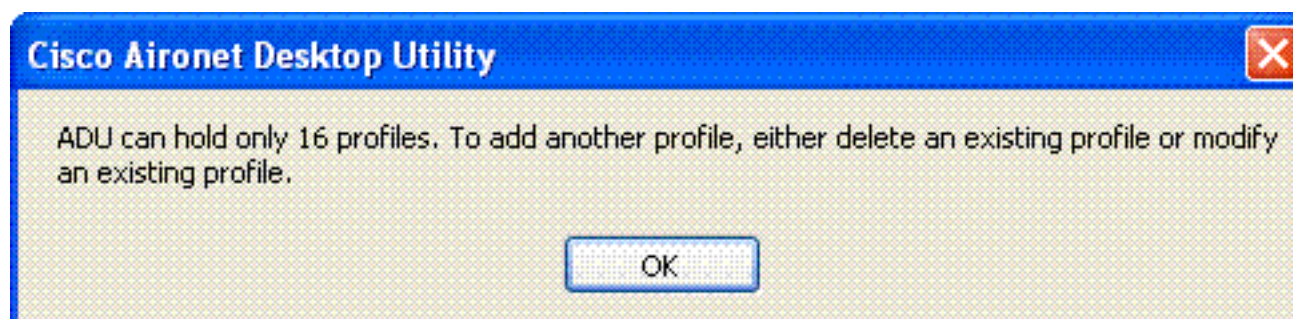 Cisco Aironet Desktop Utility
ADU can hold only 16 profiles. To add another profile, either delete an existing profile or modify
an existing profile.
OK